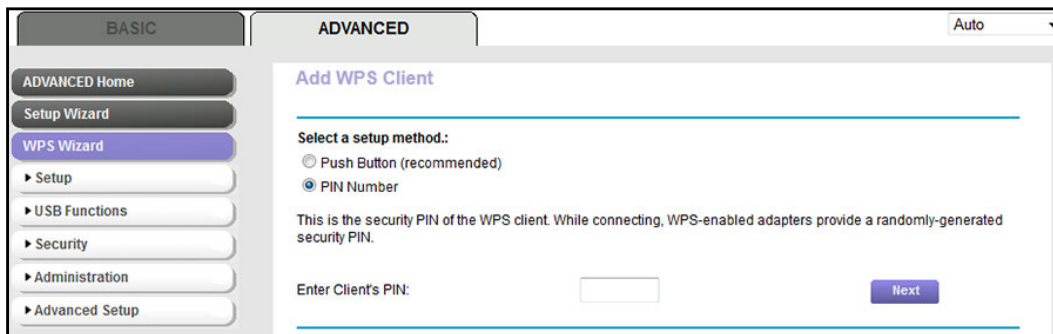 BASIC
ADVANCED
Auto
ADVANCED Home
Setup Wizard
WPS Wizard
Setup
USB Functions
Security
Administration
Advanced Setup
Add WPS Client
Select a setup method.:
Push Button (recommended)
PIN Number
This is the security PIN of the WPS client. While connecting, WPS-enabled adapters provide a randomly-generated
security PIN.
Enter Client's PIN:
Next